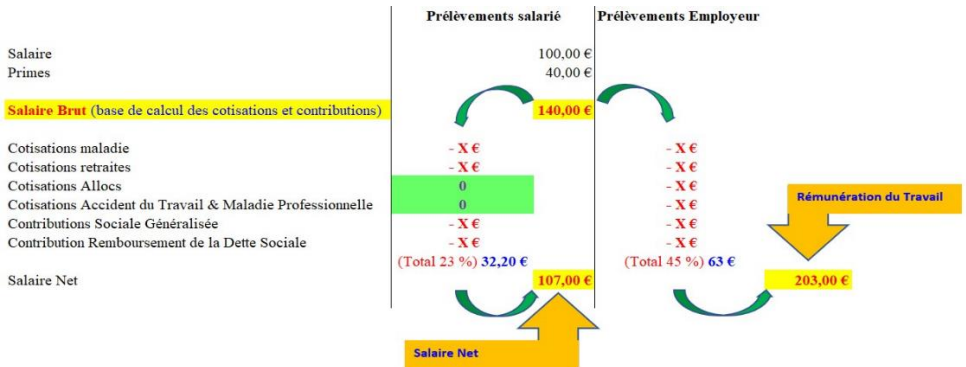 Prélèvements salarié Prélèvements Employeur
Salaire 100,00 €
Primes 40,00 €
Salaire Brut (base de calcul des cotisations et contributions) 140,00 €
Cotisations maladie - X € - X €
Cotisations retraites - X € - X €
Cotisations Allocs 0 - X €
Cotisations Accident du Travail & Maladie Professionnelle 0 - X €
Rémunération du Travail
Contributions Sociale Généralisée - X € - X €
Contribution Remboursement de la Dette Sociale - X € - X €
(Total 23 %) 32,20 € (Total 45 %) 63 €
Salaire Net 107,00 € 203,00 €
Salaire Net